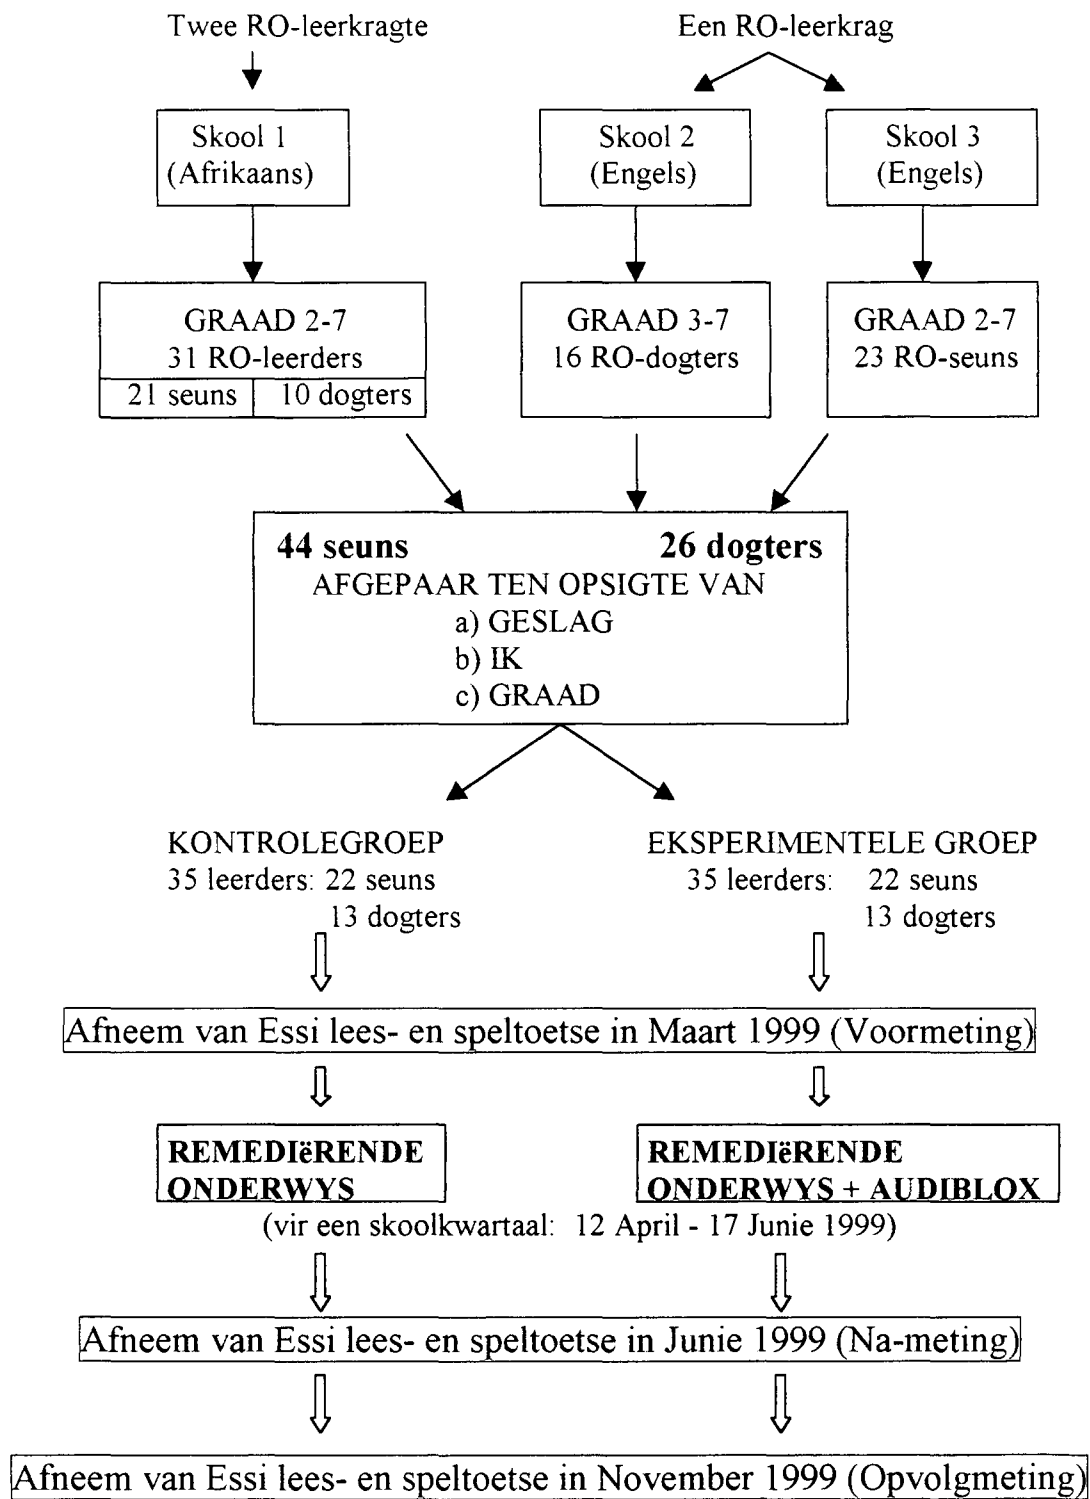 Twee RO-leerkragte
Een RO-leerkrag
Skool 1
(Afrikaans)
Skool 2
(Engels)
Skool 3
(Engels)
GRAAD 2-7
31 RO-leerders
21 seuns
10 dogters
GRAAD 3-7
16 RO-dogters
GRAAD 2-7
23 RO-seuns
44 seuns 26 dogters
AFGEPAAR TEN OPSIGTE VAN
a) GESLAG
b) IK
c) GRAAD
KONTROLEGROEP
35 leerders: 22 seuns
13 dogters
EKSPERIMENTELE GROEP
35 leerders: 22 seuns
13 dogters
Afneem van Essi lees- en speltoetse in Maart 1999 (Voormeting)
REMEDIëRENDE
ONDERWYS
REMEDIëRENDE
ONDERWYS + AUDIBLOX
(vir een skoolkwartaal: 12 April - 17 Junie 1999)
Afneem van Essi lees- en speltoetse in Junie 1999 (Na-meting)
Afneem van Essi lees- en speltoetse in November 1999 (Opvolgmeting)